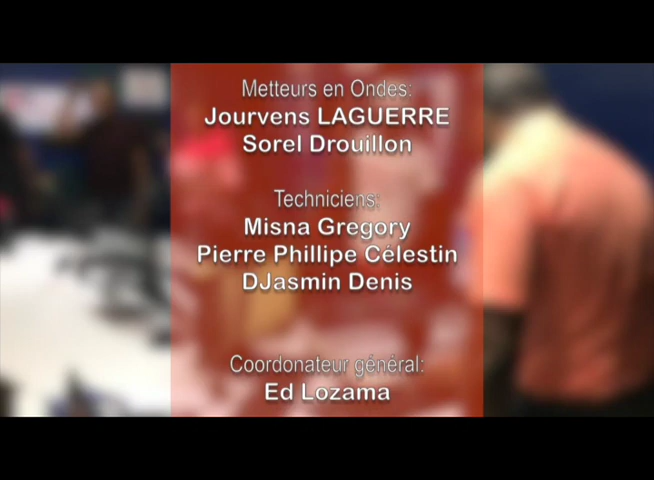 Metteurs en Ondes:
Jourvens LAGUERRE
Sorel Drouillon
Techniciens:
Misna Gregory
Pierre Phillipe Célestin
DJasmin Denis
Coordonateur général:
Ed Lozama